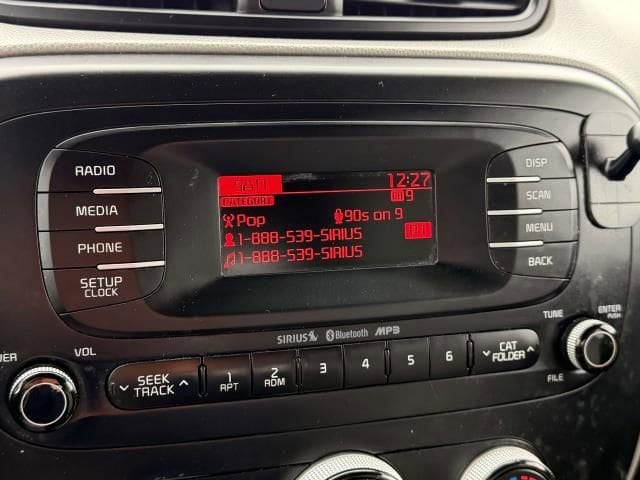 RADIO
MEDIA
PHONE
SETUP
CLOCK
12:27
CATEGORY
Pop
90s on 9
1-888-539-SIRIUS
1-888-539-SIRIUS
DISP
SCAN
MENU
BACK
SIRIUS Bluetooth MP3
VOL
SEEK
TRACK
1
RPT
2
RDM
3
4
5
6
CAT
FOLDER
TUNE
ENTER
PUSH
FILE